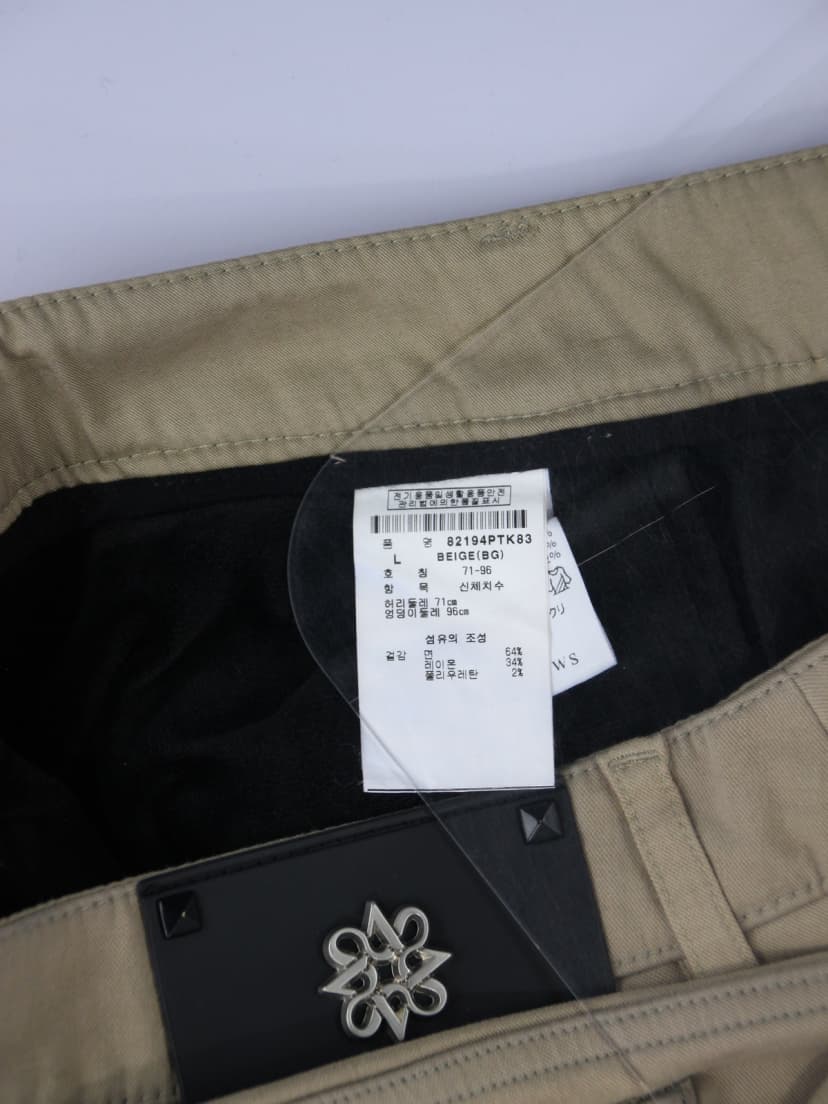 전기용품및생활용품안전
관리법에의한품질표시
품 명 82194PTK83
L BEIGE(BG)
호 칭 71-96
항 목 신체치수
허리둘레 71cm
엉덩이둘레 96cm
섬유의 조성
겉감 면 64%
레이온 34%
폴리우레탄 2%
%
%
%
クリ
WS